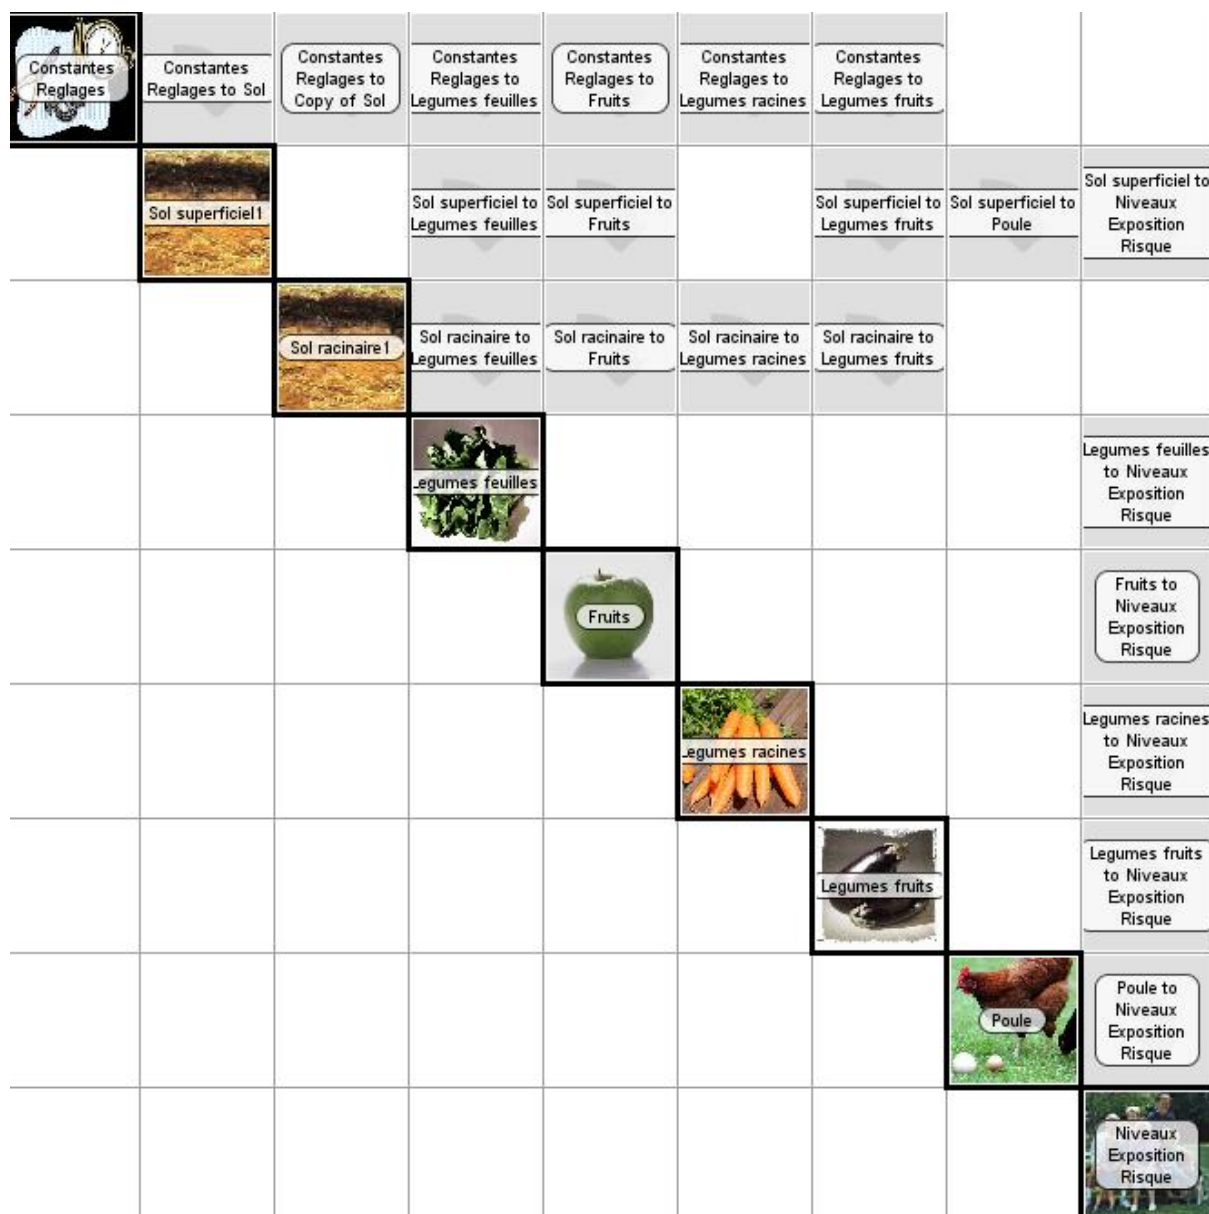 Constantes
Reglages
Constantes
Reglages to Sol
Constantes
Reglages to
Copy of Sol
Constantes
Reglages to
Legumes feuilles
Constantes
Reglages to
Fruits
Constantes
Reglages to
Legumes racines
Constantes
Reglages to
Legumes fruits
Sol superficiel1
Sol superficiel to
Legumes feuilles
Sol superficiel to
Fruits
Sol superficiel to
Legumes fruits
Sol superficiel to
Poule
Sol superficiel to
Niveaux
Exposition
Risque
Sol racinaire1
Sol racinaire to
Legumes feuilles
Sol racinaire to
Fruits
Sol racinaire to
Legumes racines
Sol racinaire to
Legumes fruits
Legumes feuilles
Legumes feuilles
to Niveaux
Exposition
Risque
Fruits
Fruits to
Niveaux
Exposition
Risque
Legumes racines
Legumes racines
to Niveaux
Exposition
Risque
Legumes fruits
Legumes fruits
to Niveaux
Exposition
Risque
Poule
Poule to
Niveaux
Exposition
Risque
Niveaux
Exposition
Risque